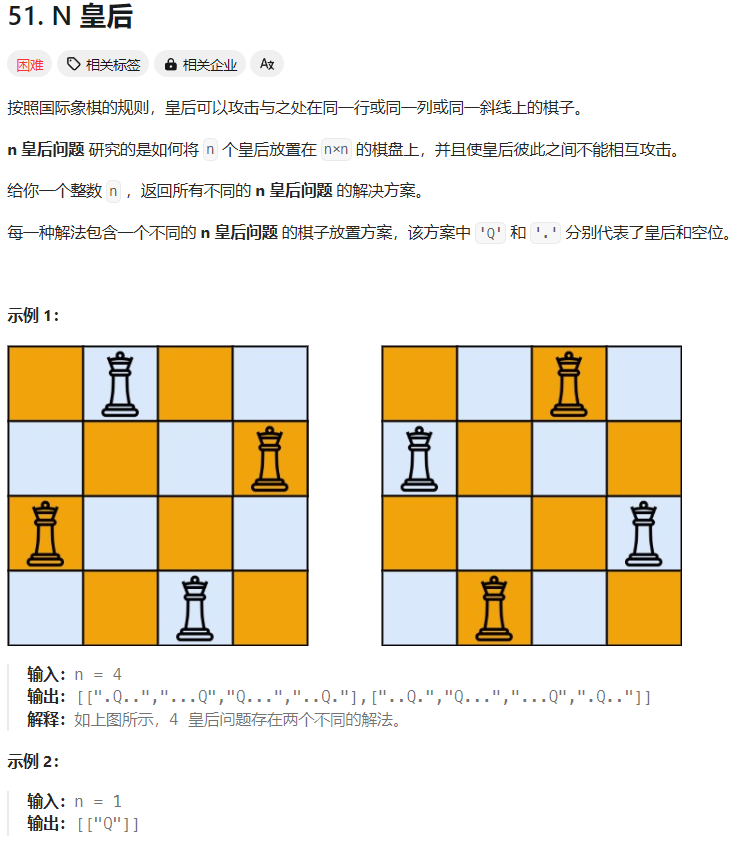 51. N 皇后
困难 相关标签 相关企业 AX
按照国际象棋的规则，皇后可以攻击与之处在同一行或同一列或同一斜线上的棋子。
n 皇后问题 研究的是如何将 n 个皇后放置在 n×n 的棋盘上，并且使皇后彼此之间不能相互攻击。
给你一个整数 n ，返回所有不同的 n 皇后问题 的解决方案。
每一种解法包含一个不同的 n 皇后问题 的棋子放置方案，该方案中 'Q' 和 '.' 分别代表了皇后和空位。
示例 1：
输入：n = 4
输出：[[".Q..","...Q","Q...","..Q."],["..Q.","Q...","...Q",".Q.."]]
解释：如上图所示，4 皇后问题存在两个不同的解法。
示例 2：
输入：n = 1
输出：[["Q"]]